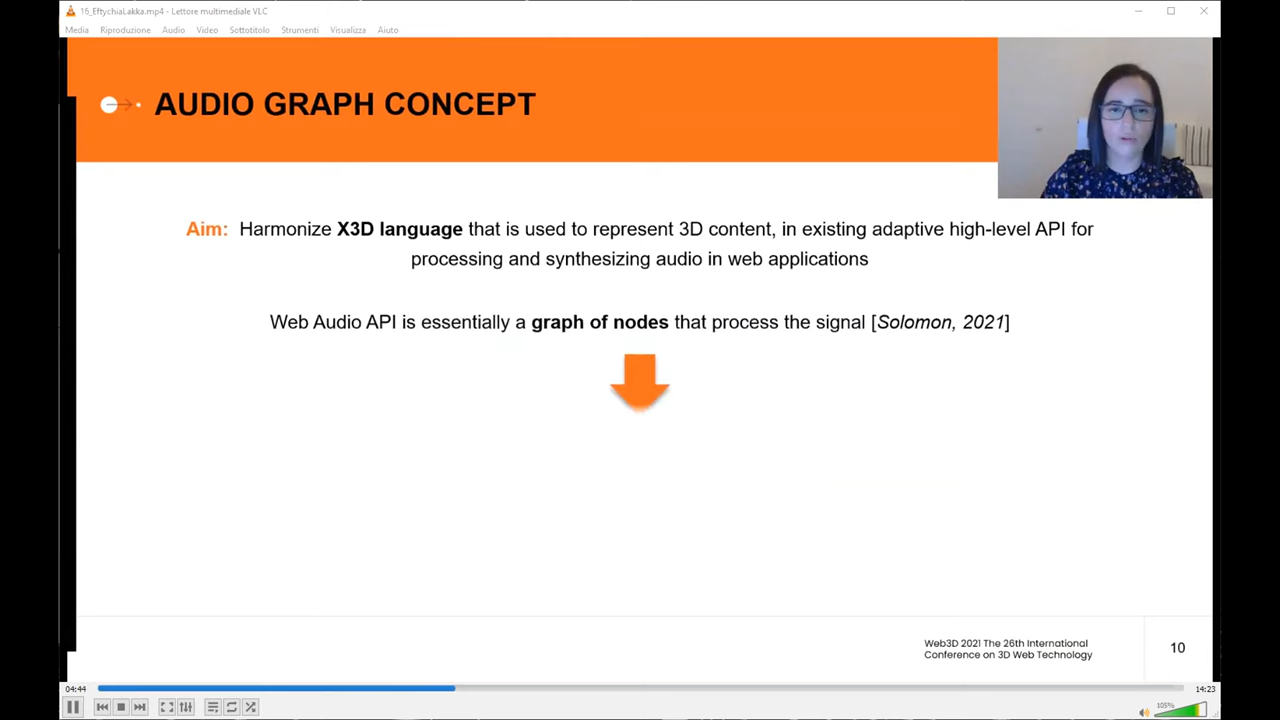 16_EftychiaLakka.mp4 - Lettore multimediale VLC
Media Riproduzione Audio Video Sottotitolo Strumenti Visualizza Aiuto
AUDIO GRAPH CONCEPT
Aim: Harmonize X3D language that is used to represent 3D content, in existing adaptive high-level API for
processing and synthesizing audio in web applications
Web Audio API is essentially a graph of nodes that process the signal [Solomon, 2021]
Web3D 2021 The 26th International
Conference on 3D Web Technology
10
04:44
14:23
105%